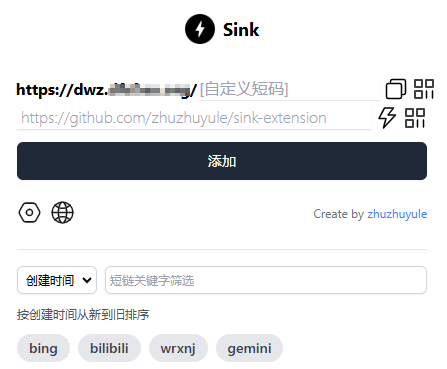 Sink
https://dwz. /[自定义短码]
https://github.com/zhuzhuyule/sink-extension
添加
Create by zhuzhuyule
创建时间 短链关键字筛选
按创建时间从新到旧排序
bing bilibili wrxnj gemini